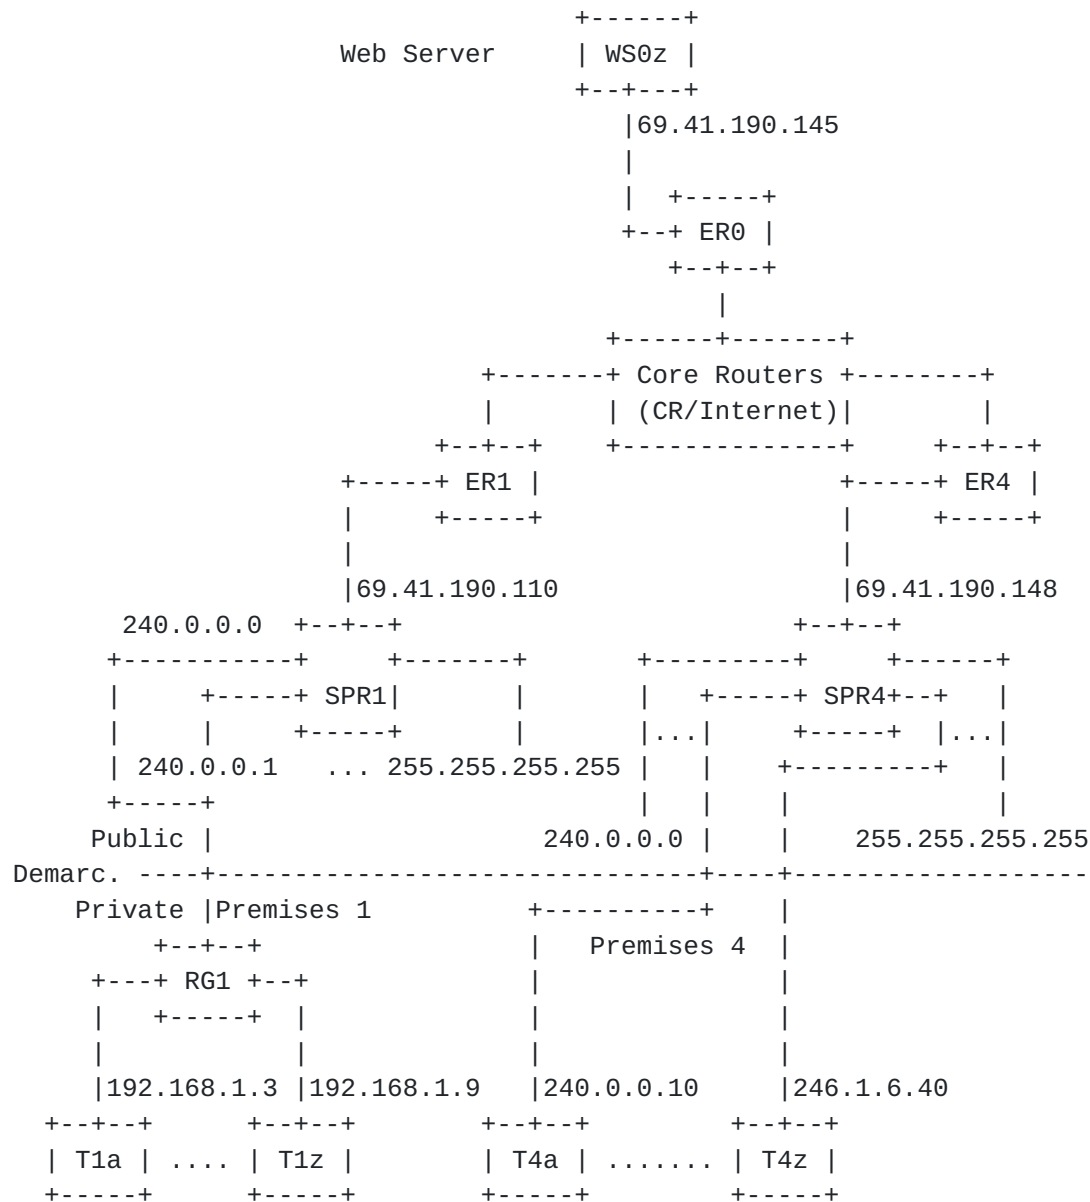 WS0z
Web Server
69.41.190.145
ER0
Core Routers
(CR/Internet)
ER1
ER4
69.41.190.110
69.41.190.148
240.0.0.0
SPR1
SPR4
...
...
240.0.0.1 ... 255.255.255.255
Public
240.0.0.0
255.255.255.255
Demarc.
Private
Premises 1
Premises 4
RG1
192.168.1.3
192.168.1.9
240.0.0.10
246.1.6.40
T1a .... T1z
T4a ....... T4z